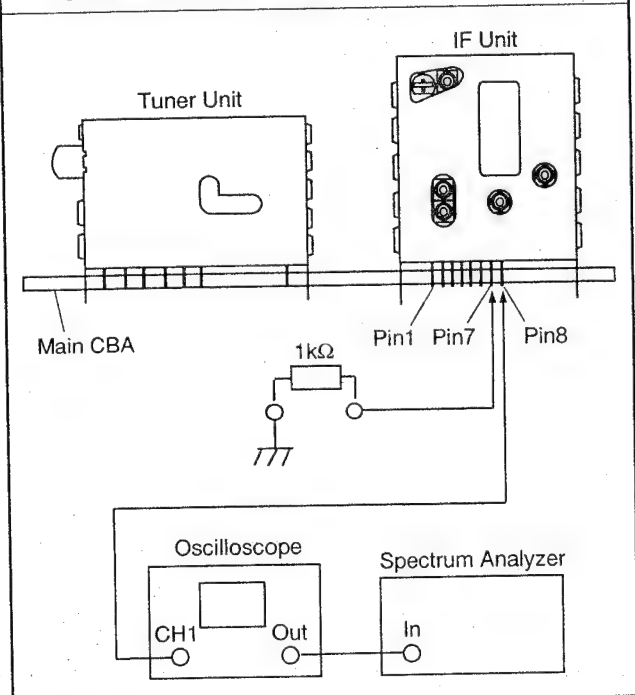 IF Unit
Tuner Unit
Main CBA
Pin1 Pin7 Pin8
1kΩ
Oscilloscope
Spectrum Analyzer
CH1 Out In